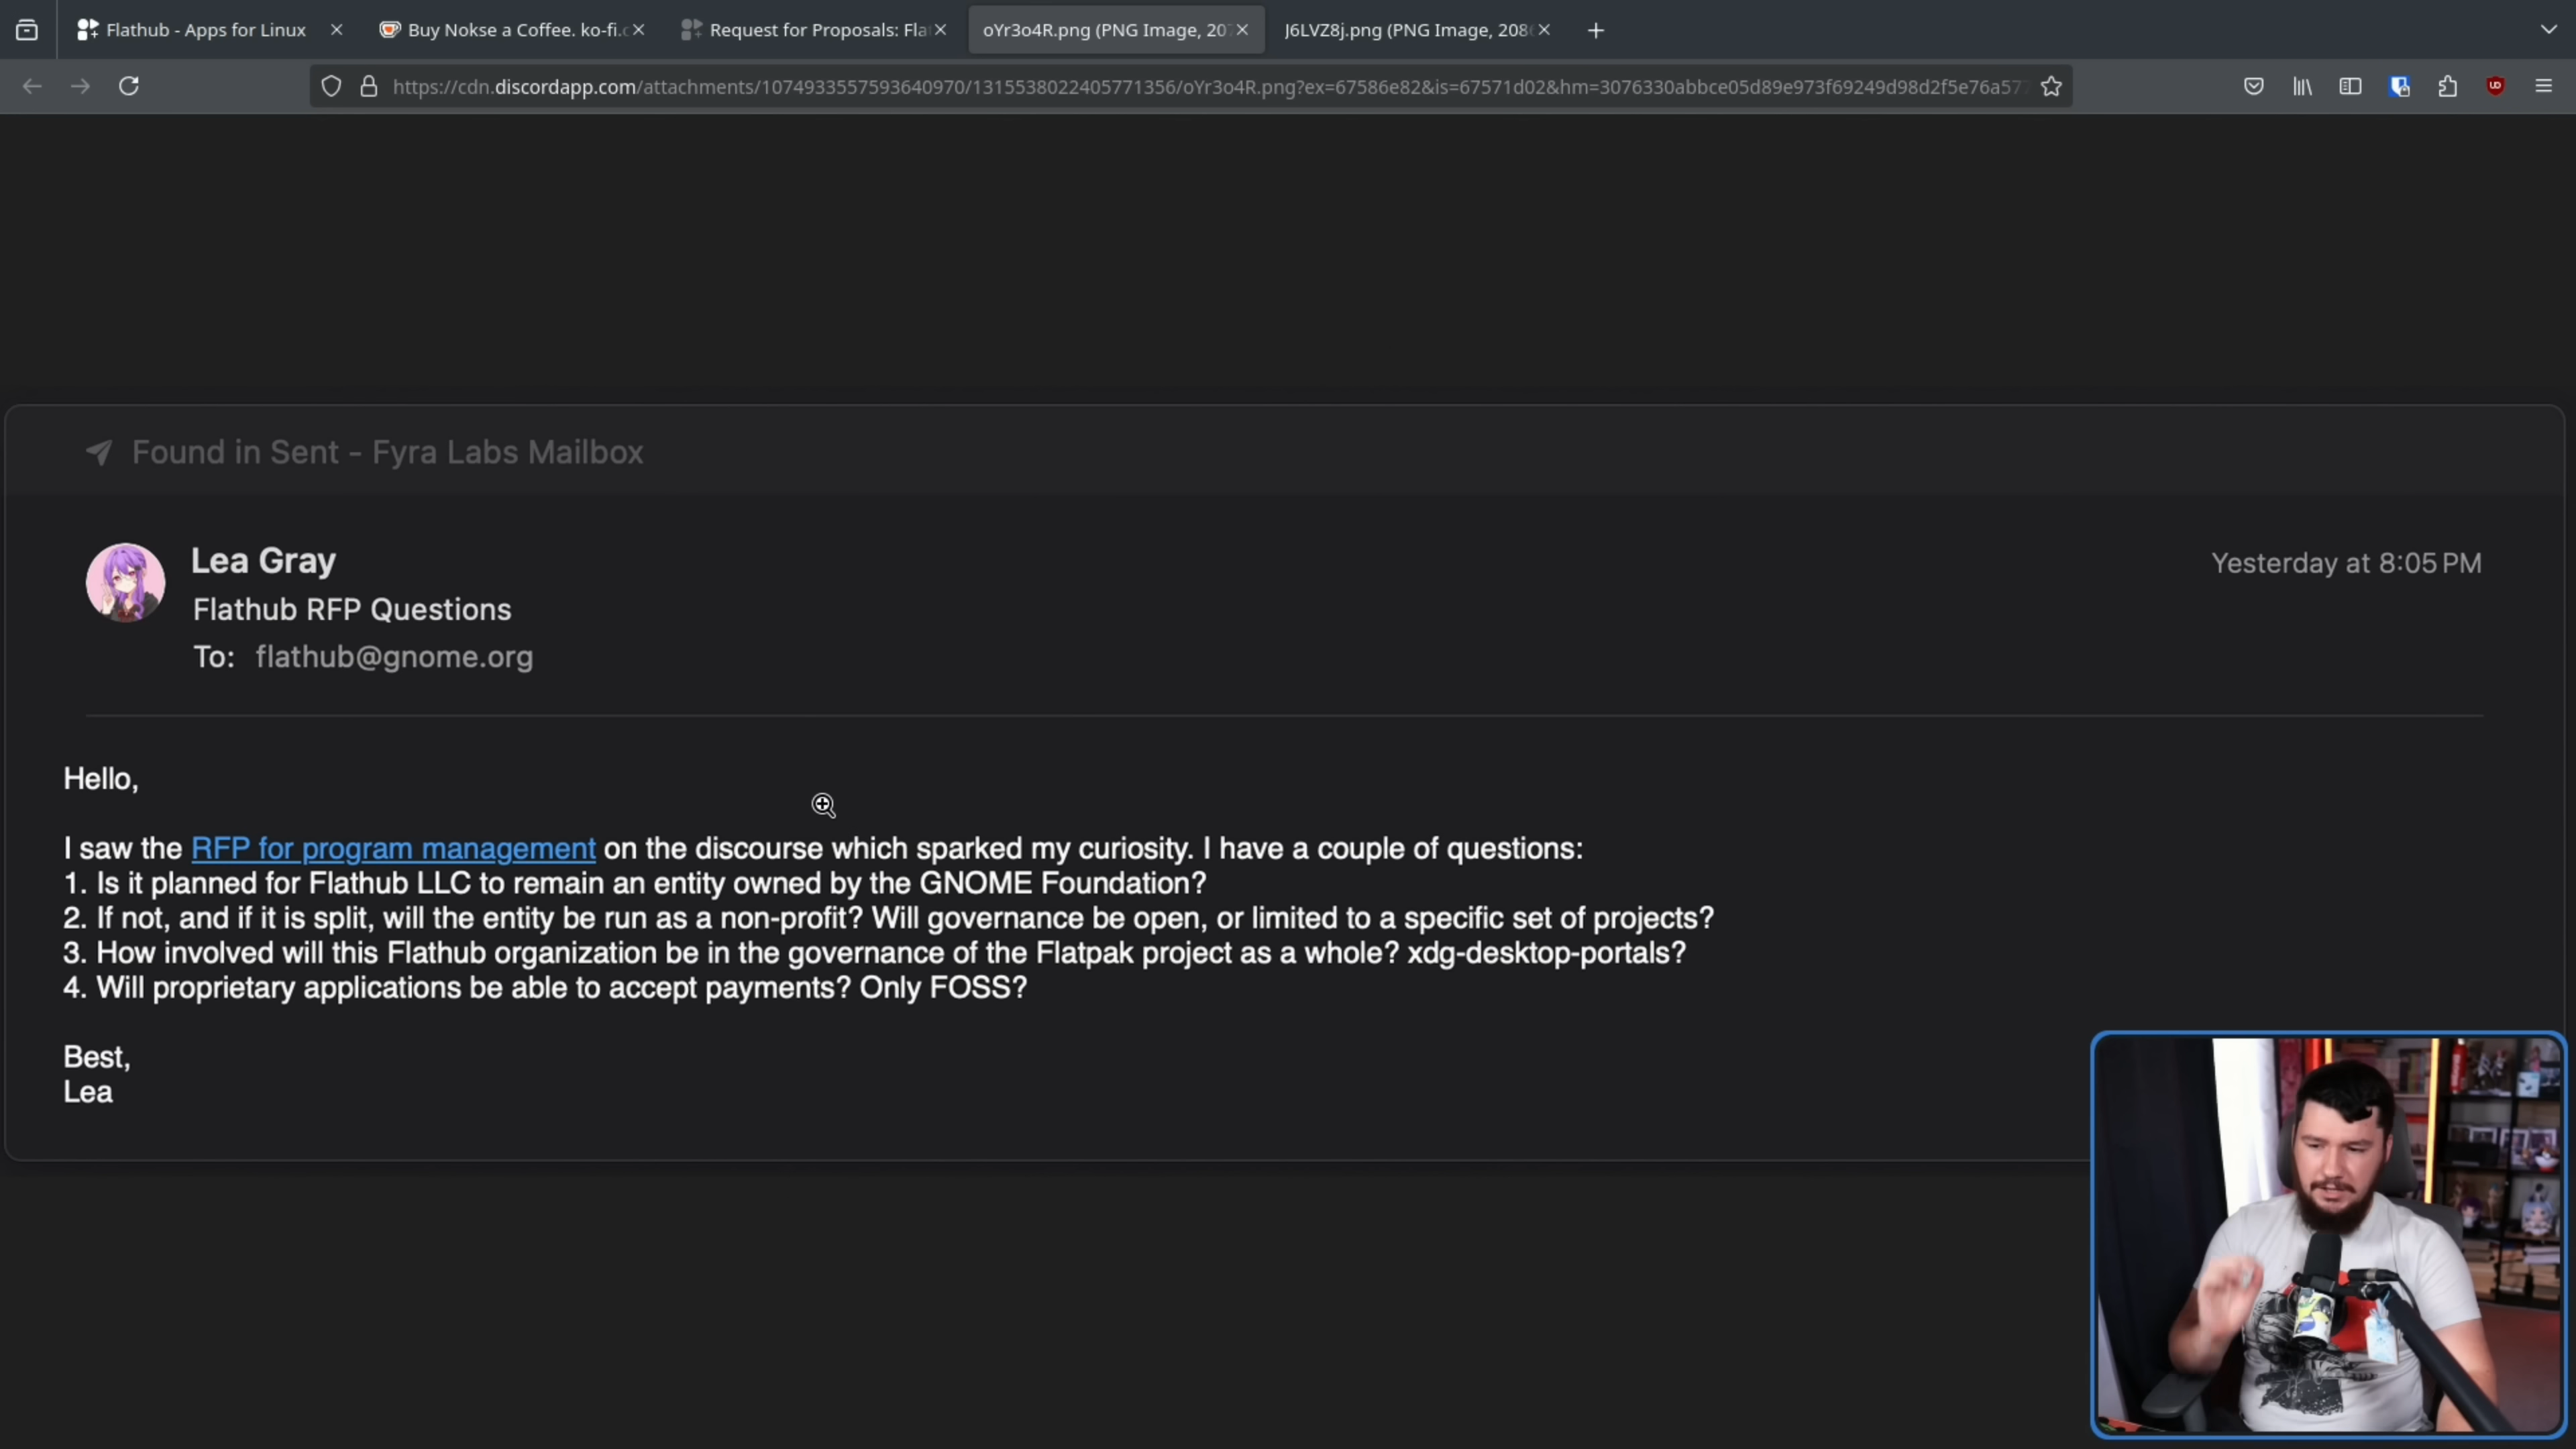 Flathub - Apps for Linux
Buy Nokse a Coffee. ko-fi.c
Request for Proposals: Fla
oYr3o4R.png (PNG Image, 207
J6LVZ8j.png (PNG Image, 208
https://cdn.discordapp.com/attachments/1074933557593640970/1315538022405771356/oYr3o4R.png?ex=67586e82&is=67571d02&hm=3076330abbce05d89e973f69249d98d2f5e76a577
Found in Sent - Fyra Labs Mailbox
Lea Gray
Yesterday at 8:05 PM
Flathub RFP Questions
To: flathub@gnome.org
Hello,
I saw the RFP for program management on the discourse which sparked my curiosity. I have a couple of questions:
1. Is it planned for Flathub LLC to remain an entity owned by the GNOME Foundation?
2. If not, and if it is split, will the entity be run as a non-profit? Will governance be open, or limited to a specific set of projects?
3. How involved will this Flathub organization be in the governance of the Flatpak project as a whole? xdg-desktop-portals?
4. Will proprietary applications be able to accept payments? Only FOSS?
Best,
Lea